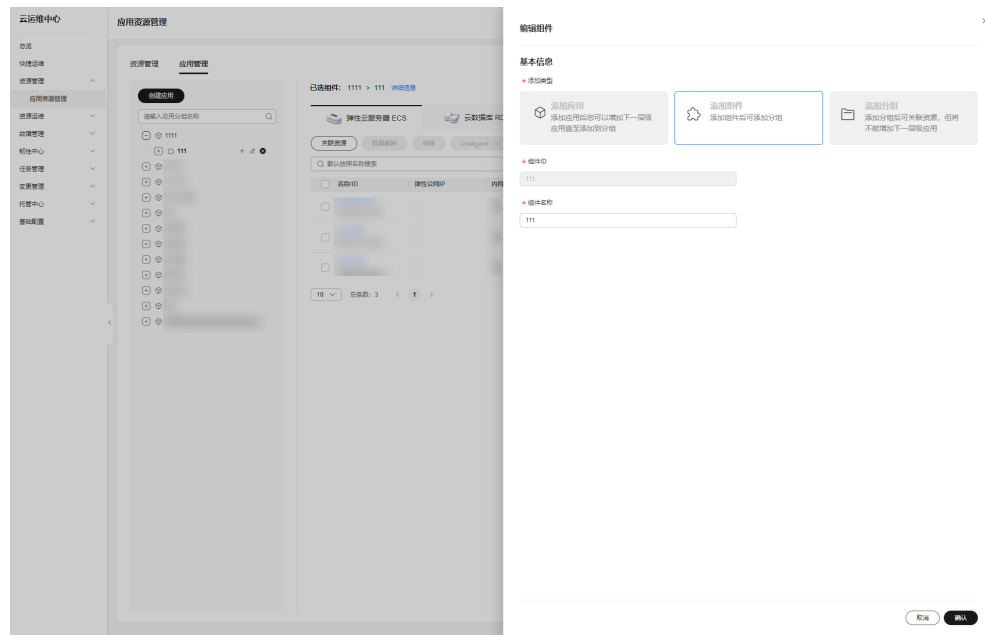 云运维中心
总览
快捷运维
资源管理
应用资源管理
资源运维
故障管理
韧性中心
任务管理
变更管理
托管中心
基础配置
应用资源管理
资源管理 应用管理
创建应用
请输入应用分组名称
1111
111
已选组件： 1111 > 111 详细信息
弹性云服务器 ECS 云数据库 RD
关联资源 批量解除 转移 UniAgent
默认按照名称搜索
名称/ID 弹性公网IP 内网
10 总条数：3 1
编辑组件
基本信息
* 添加类型
添加应用
添加应用后您可以增加下一层级
应用直至添加到分组
添加组件
添加组件后可添加分组
添加分组
添加分组后可关联资源，但将
不能增加下一层级应用
* 组件ID
111
* 组件名称
111
取消 确认